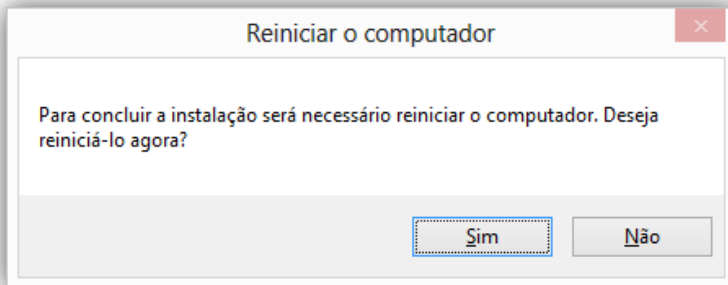 Reiniciar o computador
Para concluir a instalação será necessário reiniciar o computador. Deseja
reiniciá-lo agora?
Sim Não